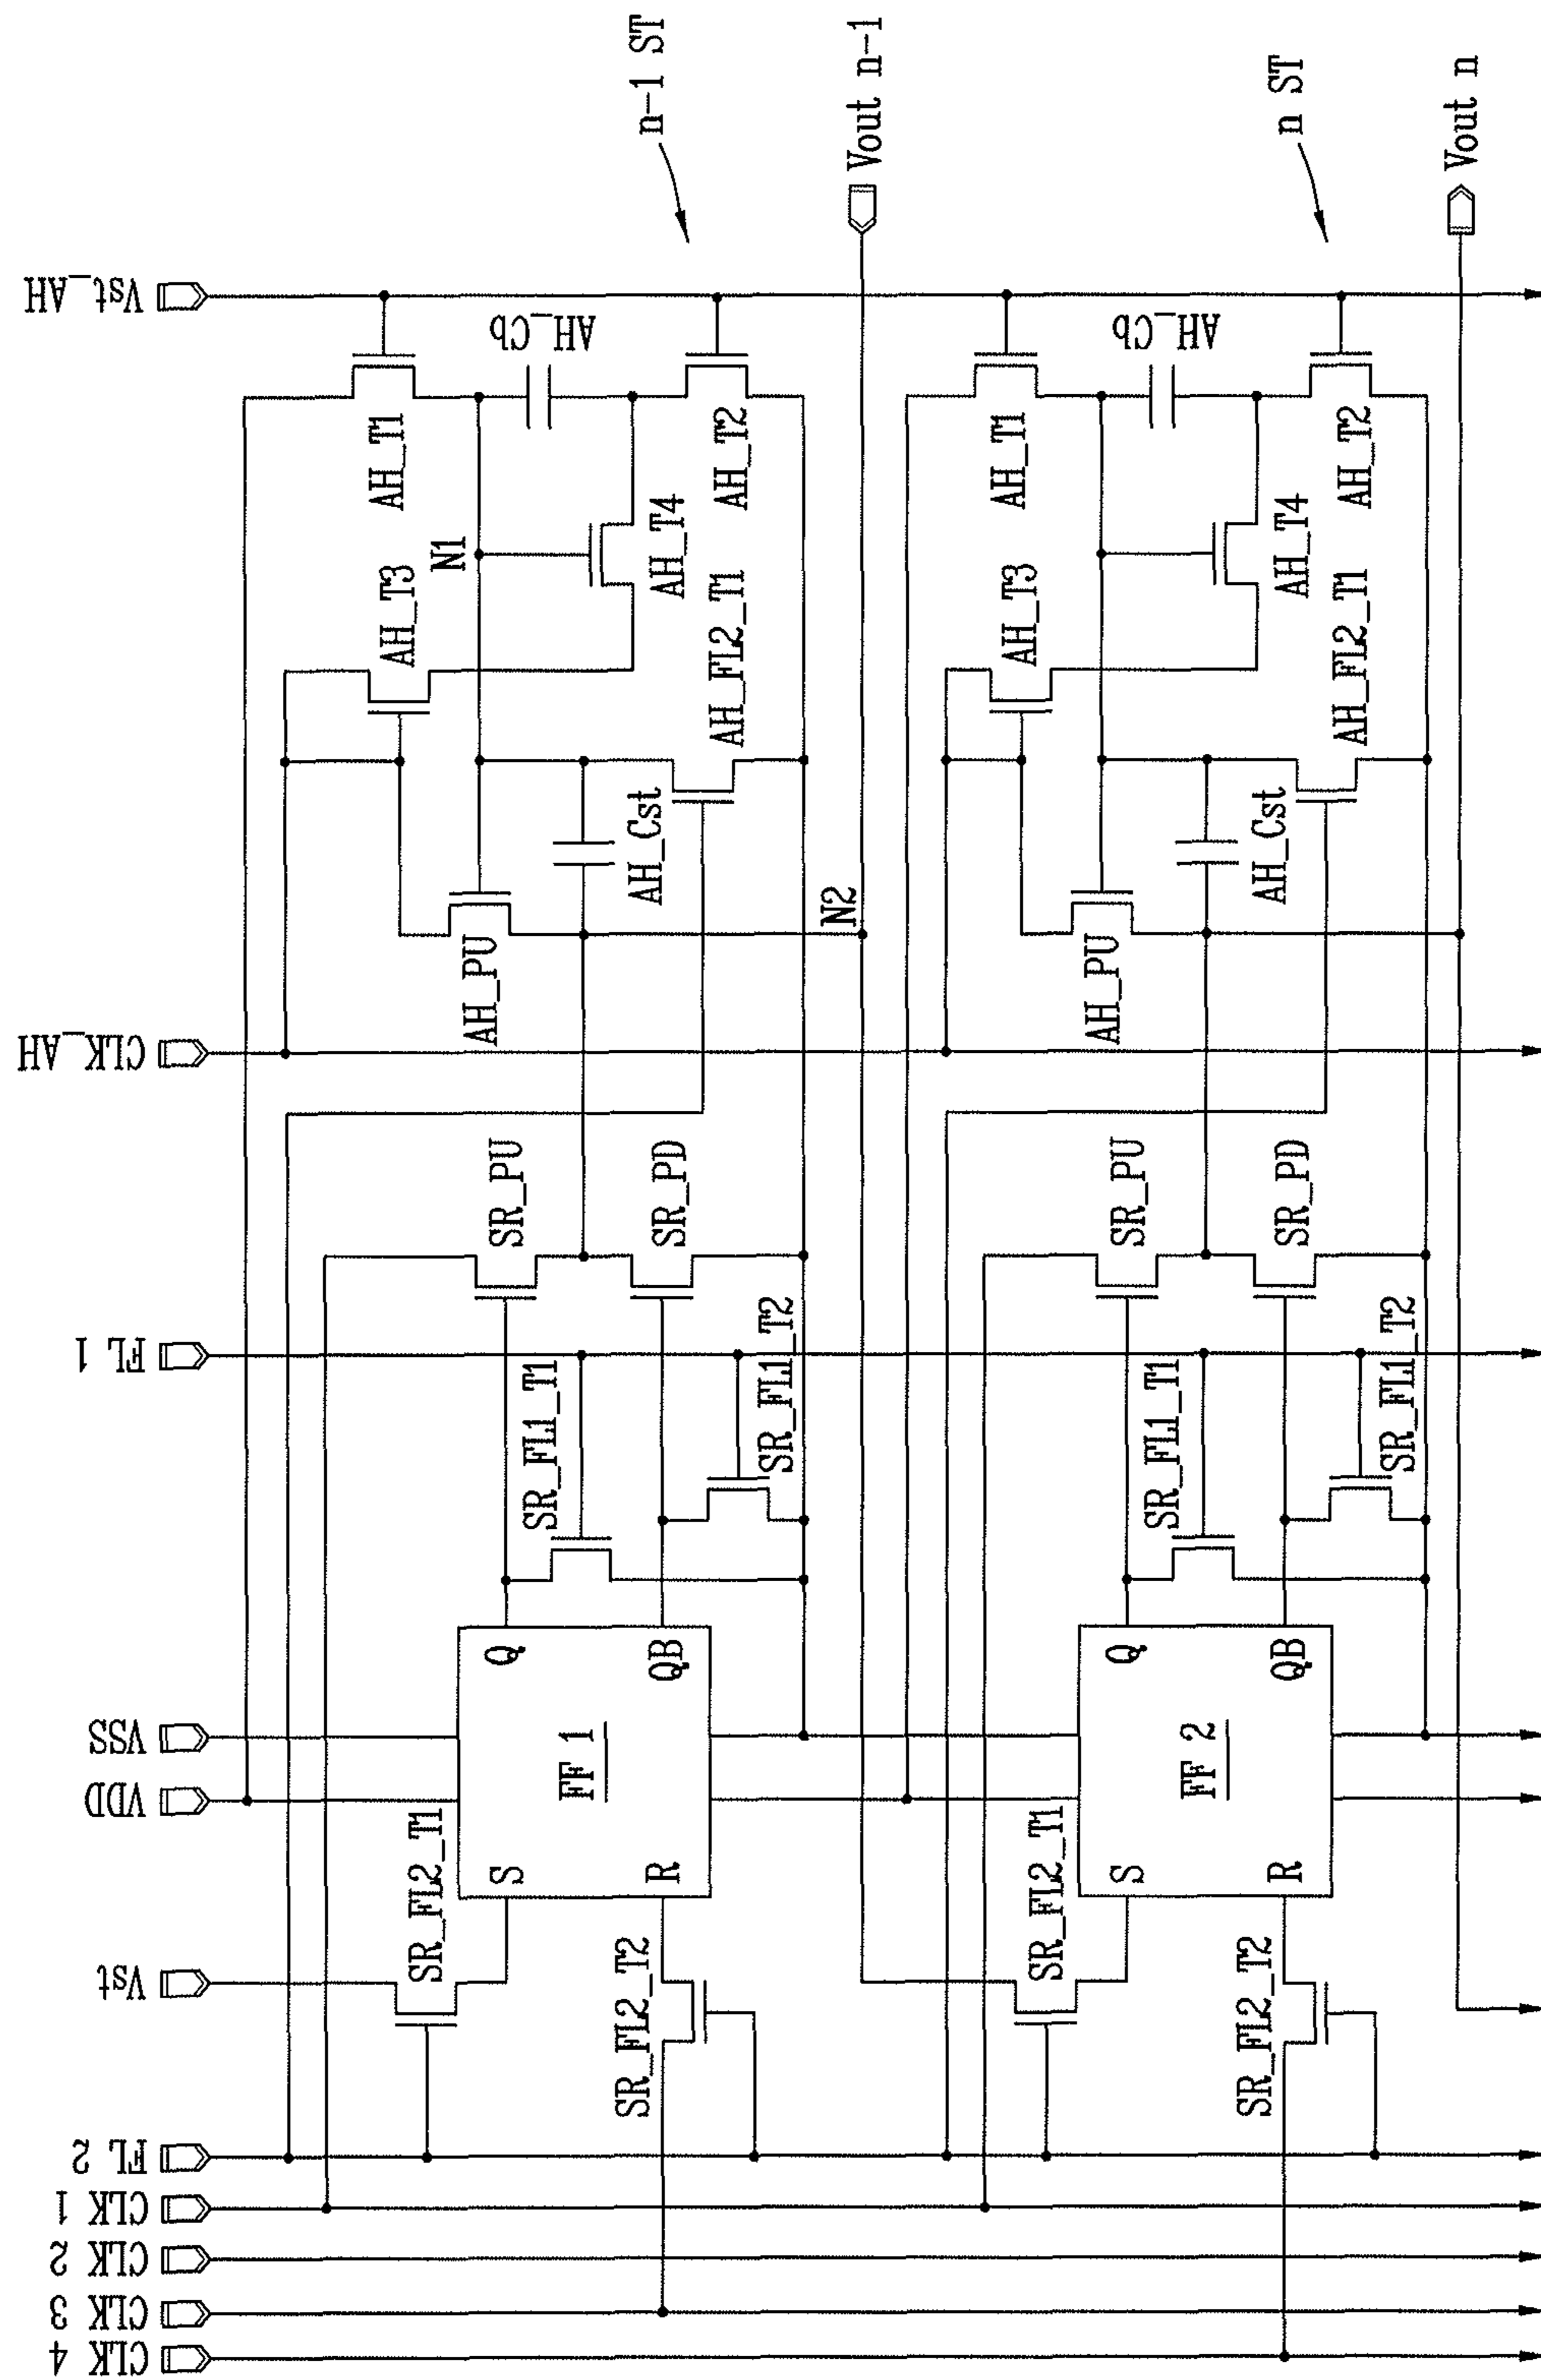 Vst_AH
CLK_AH
FL 1
VSS
VDD
Vst
FL 2
CLK 1
CLK 2
CLK 3
CLK 4
n-1 ST
Vout n-1
AH_T1
AH_Cb
AH_T2
AH_T3
N1
AH_T4
AH_FL2_T1
AH_Cst
AH_PU
N2
SR_PU
SR_PD
SR_FL1_T1
SR_FL1_T2
Q
QB
FF 1
S
R
SR_FL2_T1
SR_FL2_T2
n ST
Vout n
AH_T1
AH_Cb
AH_T2
AH_T3
AH_T4
AH_FL2_T1
AH_Cst
AH_PU
SR_PU
SR_PD
SR_FL1_T1
SR_FL1_T2
Q
QB
FF 2
S
R
SR_FL2_T1
SR_FL2_T2